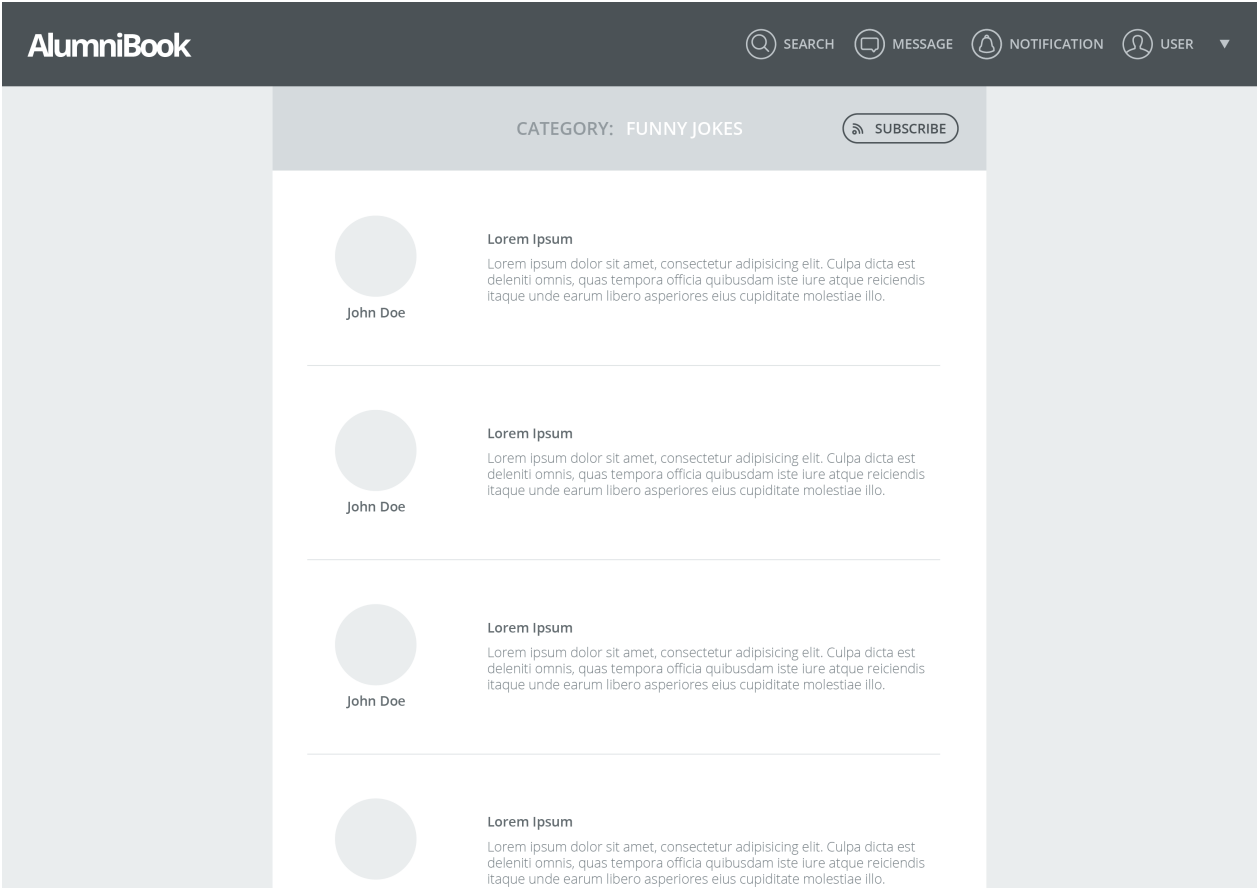 AlumniBook
SEARCH
MESSAGE
NOTIFICATION
USER
CATEGORY: FUNNY JOKES
SUBSCRIBE
Lorem Ipsum
Lorem ipsum dolor sit amet, consectetur adipisicing elit. Culpa dicta est
deleniti omnis, quas tempora officia quibusdam iste iure atque reiciendis
itaque unde earum libero asperiores eius cupiditate molestiae illo.
John Doe
Lorem Ipsum
Lorem ipsum dolor sit amet, consectetur adipisicing elit. Culpa dicta est
deleniti omnis, quas tempora officia quibusdam iste iure atque reiciendis
itaque unde earum libero asperiores eius cupiditate molestiae illo.
John Doe
Lorem Ipsum
Lorem ipsum dolor sit amet, consectetur adipisicing elit. Culpa dicta est
deleniti omnis, quas tempora officia quibusdam iste iure atque reiciendis
itaque unde earum libero asperiores eius cupiditate molestiae illo.
John Doe
Lorem Ipsum
Lorem ipsum dolor sit amet, consectetur adipisicing elit. Culpa dicta est
deleniti omnis, quas tempora officia quibusdam iste iure atque reiciendis
itaque unde earum libero asperiores eius cupiditate molestiae illo.